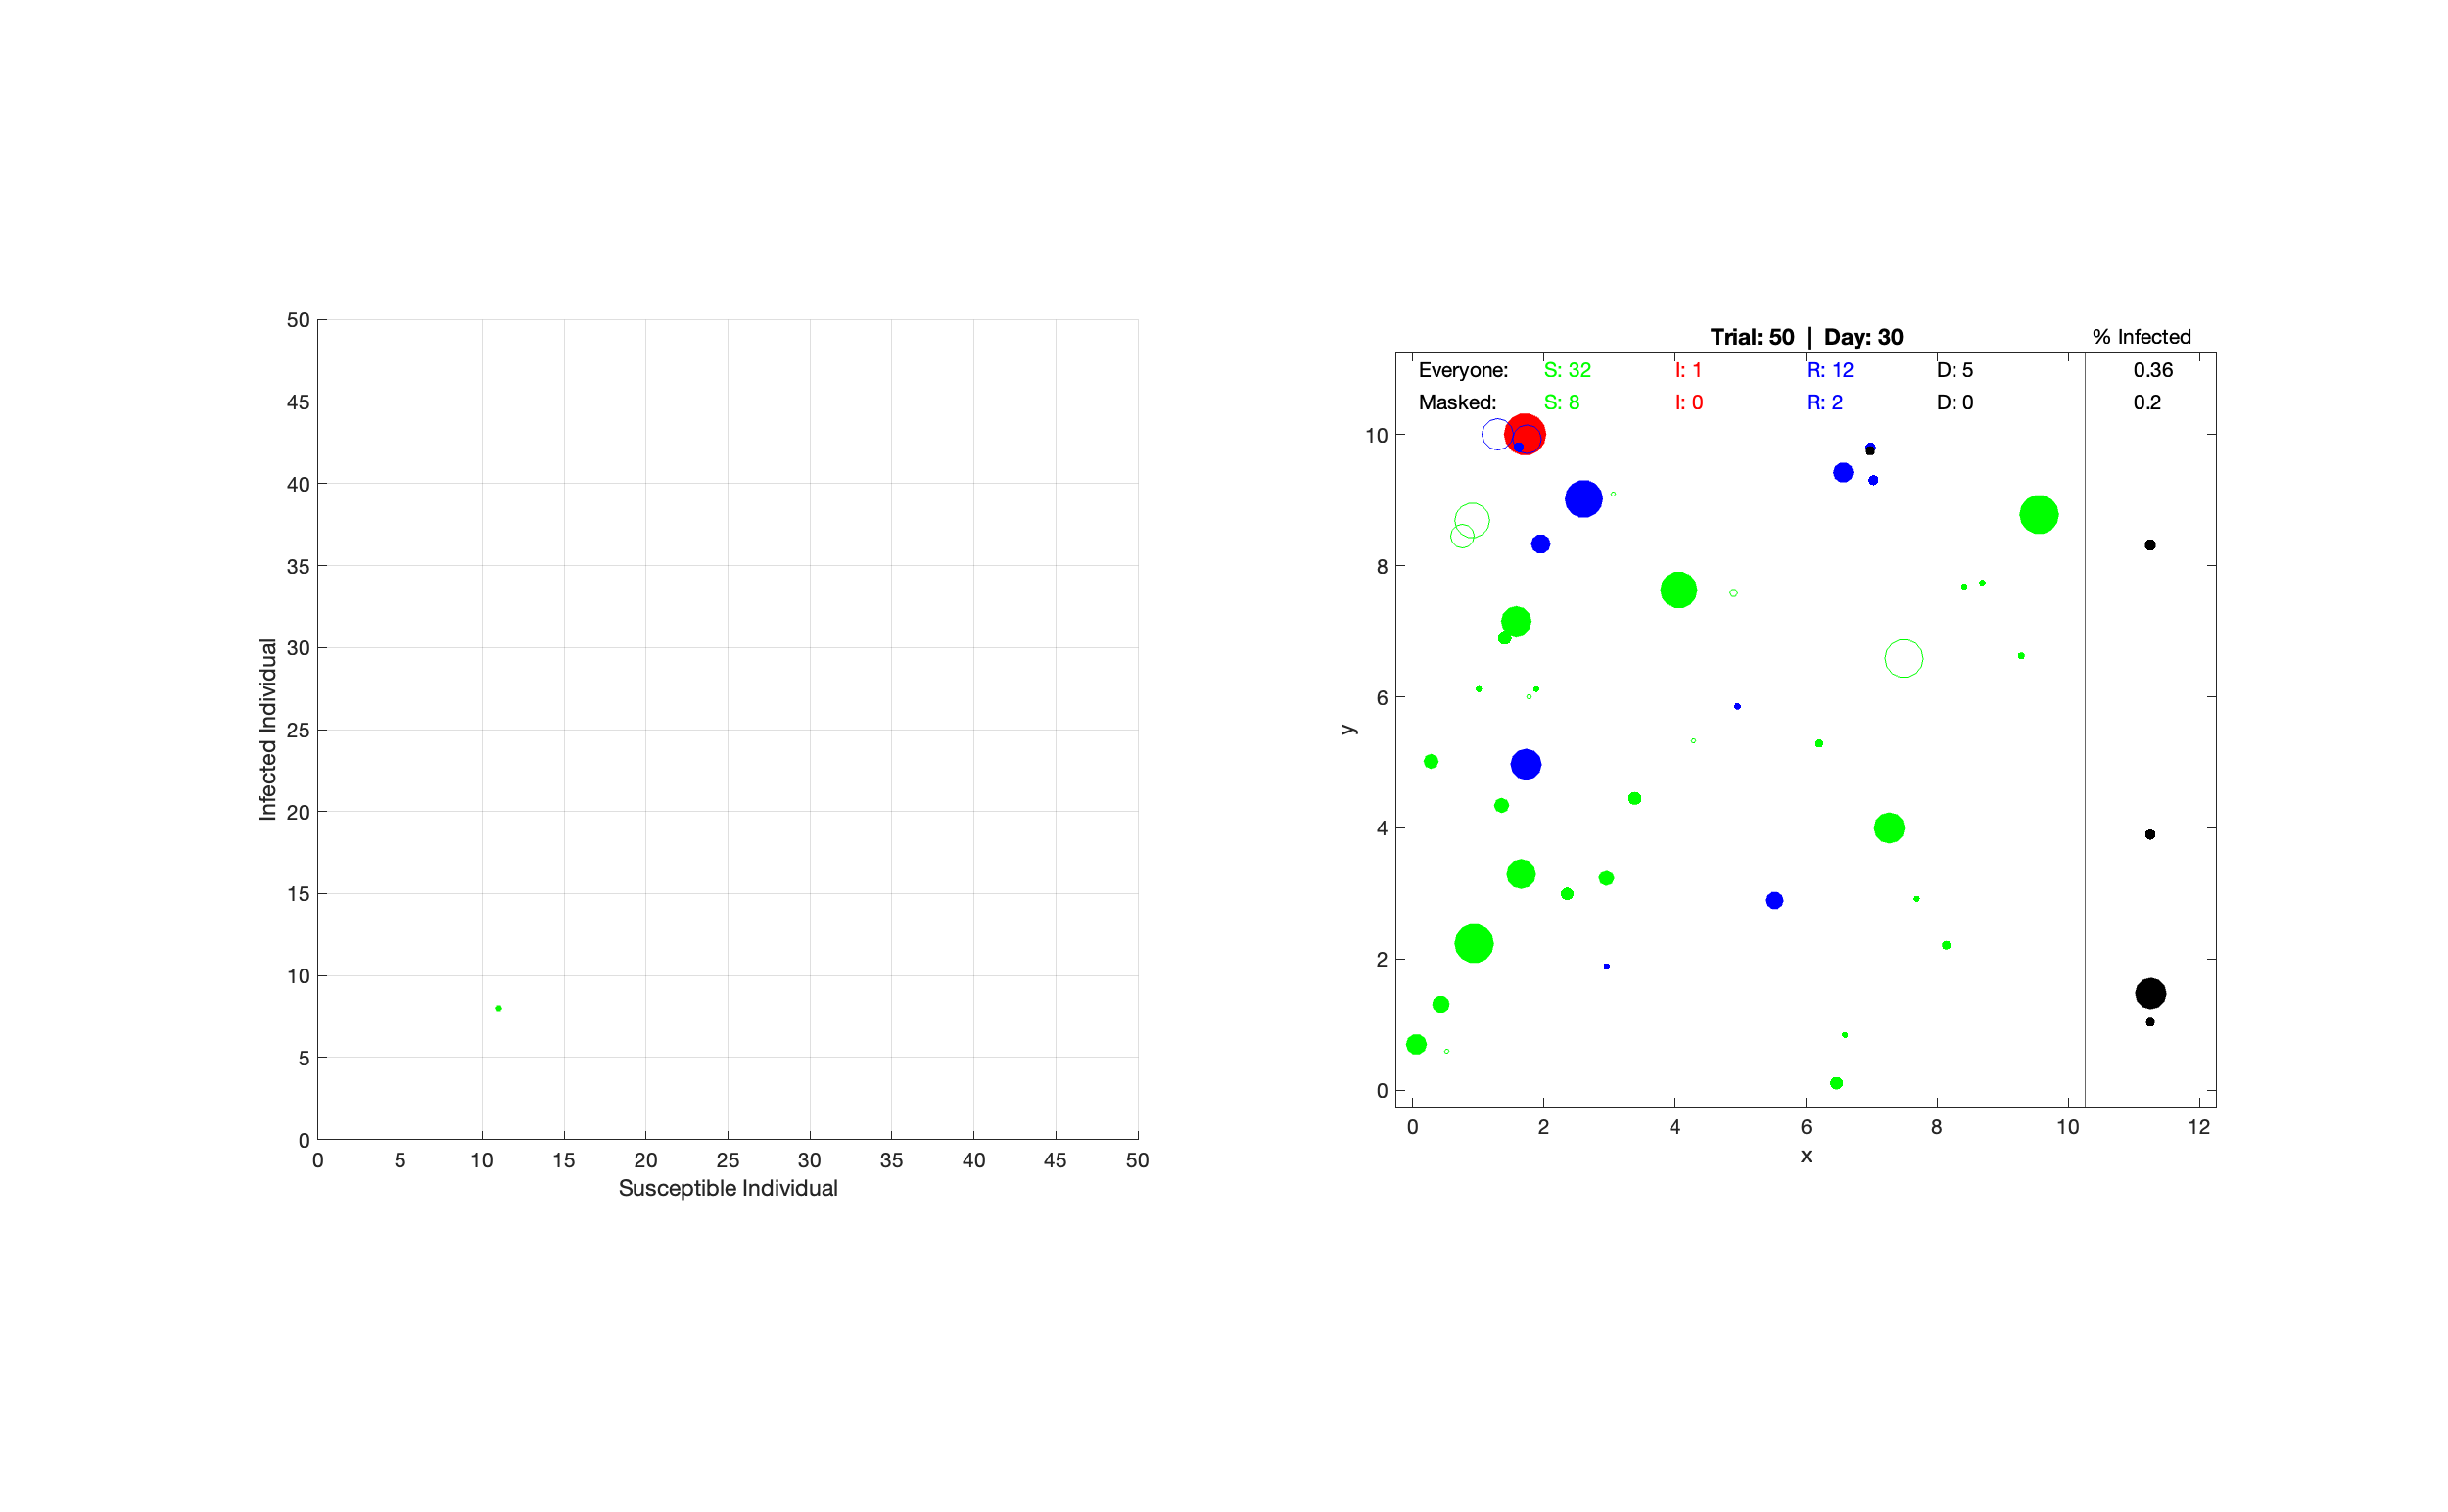 50
45
40
35
30
25
20
15
10
5
0
0 5 10 15 20 25 30 35 40 45 50
Infected Individual
Susceptible Individual
Trial: 50 | Day: 30 % Infected
Everyone: S: 32 I: 1 R: 12 D: 5 0.36
Masked: S: 8 I: 0 R: 2 D: 0 0.2
10
8
6
4
2
0
0 2 4 6 8 10 12
y
x